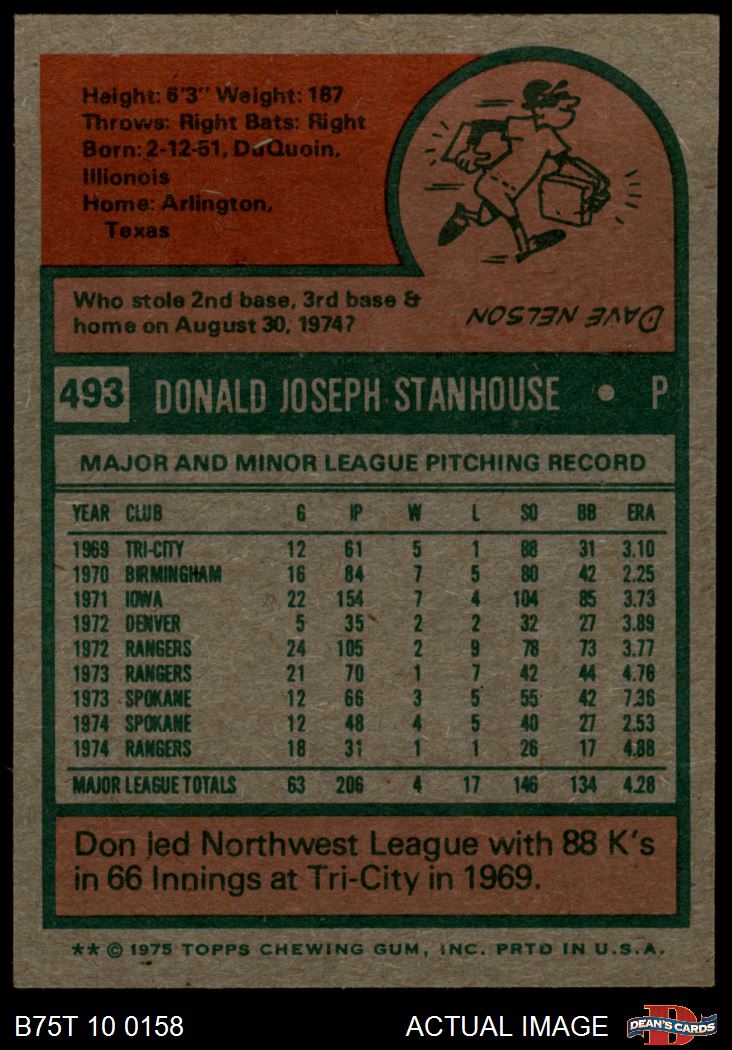 Height: 6'3" Weight: 187
Throws: Right Bats: Right
Born: 2-12-51, DuQuoin,
Illionois
Home: Arlington,
Texas
Who stole 2nd base, 3rd base &
home on August 30, 1974?
DAVE NELSON
493 DONALD JOSEPH STANHOUSE • P
MAJOR AND MINOR LEAGUE PITCHING RECORD
YEAR CLUB G IP W L SO BB ERA
1969 TRI-CITY 12 61 5 1 88 31 3.10
1970 BIRMINGHAM 16 84 7 5 80 42 2.25
1971 IOWA 22 154 7 4 104 85 3.73
1972 DENVER 5 35 2 2 32 27 3.89
1972 RANGERS 24 105 2 9 78 73 3.77
1973 RANGERS 21 70 1 7 42 44 4.76
1973 SPOKANE 12 66 3 5 55 42 7.36
1974 SPOKANE 12 48 4 5 40 27 2.53
1974 RANGERS 18 31 1 1 26 17 4.88
MAJOR LEAGUE TOTALS 63 206 4 17 146 134 4.28
Don led Northwest League with 88 K's
in 66 Innings at Tri-City in 1969.
** © 1975 TOPPS CHEWING GUM, INC. PRTD IN U.S.A.
B75T 10 0158 ACTUAL IMAGE DEAN'S CARDS